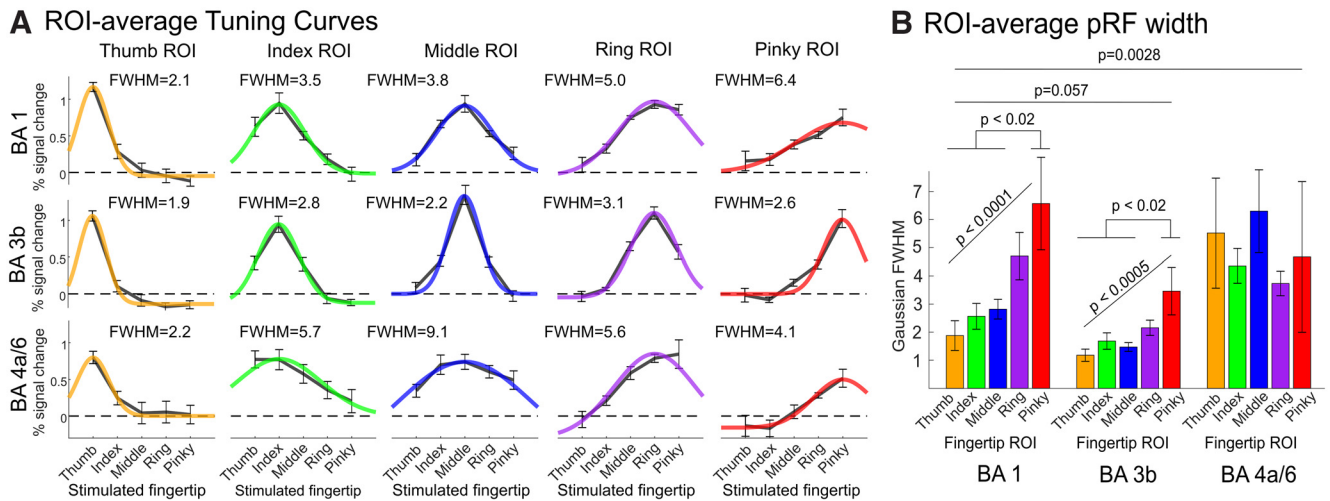 A ROI-average Tuning Curves
Thumb ROI Index ROI Middle ROI Ring ROI Pinky ROI
BA 1
% signal change
1
0.5
0
FWHM=2.1 FWHM=3.5 FWHM=3.8 FWHM=5.0 FWHM=6.4
BA 3b
% signal change
1
0.5
0
FWHM=1.9 FWHM=2.8 FWHM=2.2 FWHM=3.1 FWHM=2.6
BA 4a/6
% signal change
1
0.5
0
FWHM=2.2 FWHM=5.7 FWHM=9.1 FWHM=5.6 FWHM=4.1
Thumb Index Middle Ring Pinky Thumb Index Middle Ring Pinky Thumb Index Middle Ring Pinky Thumb Index Middle Ring Pinky Thumb Index Middle Ring Pinky
Stimulated fingertip Stimulated fingertip Stimulated fingertip Stimulated fingertip Stimulated fingertip
B ROI-average pRF width
p=0.0028
p=0.057
p < 0.02
p < 0.0001
p < 0.02
p < 0.0005
Gaussian FWHM
7
6
5
4
3
2
1
Thumb Index Middle Ring Pinky Thumb Index Middle Ring Pinky Thumb Index Middle Ring Pinky
Fingertip ROI Fingertip ROI Fingertip ROI
BA 1 BA 3b BA 4a/6